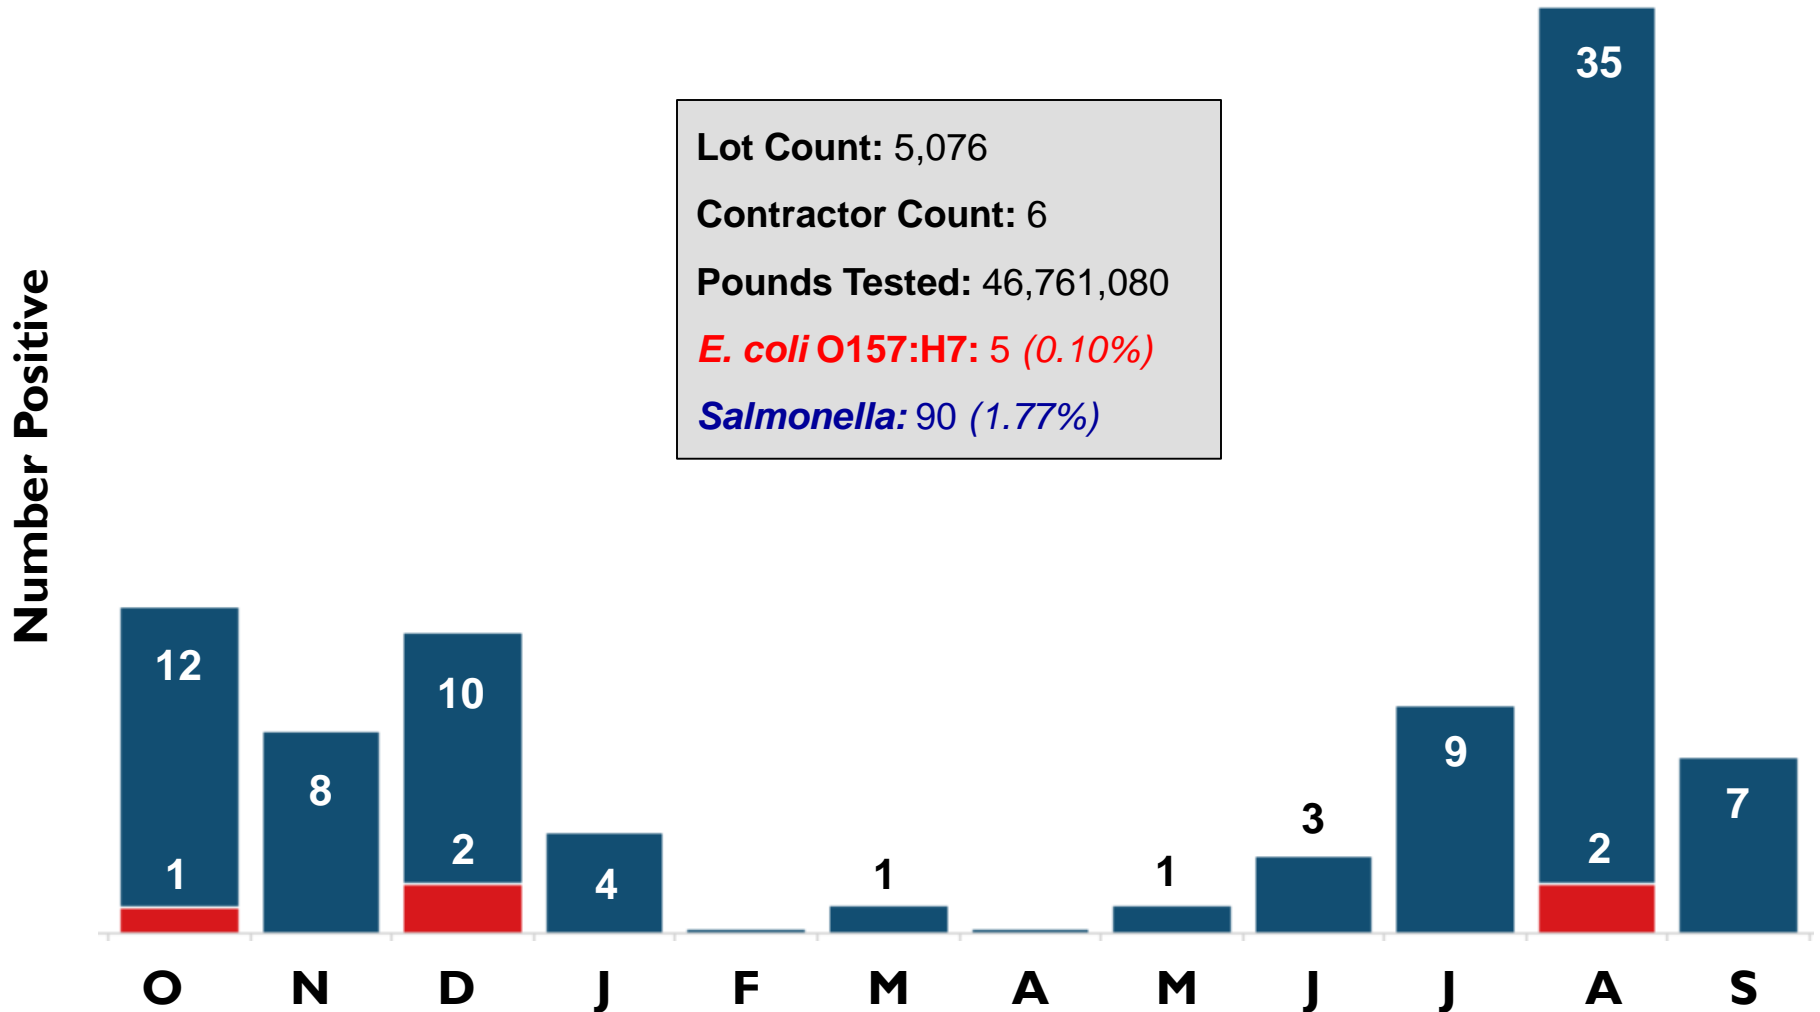 Number Positive
Lot Count: 5,076
Contractor Count: 6
Pounds Tested: 46,761,080
E. coli O157:H7: 5 (0.10%)
Salmonella: 90 (1.77%)
12
1
8
10
2
4
1
1
3
9
35
2
7
O N D J F M A M J J A S